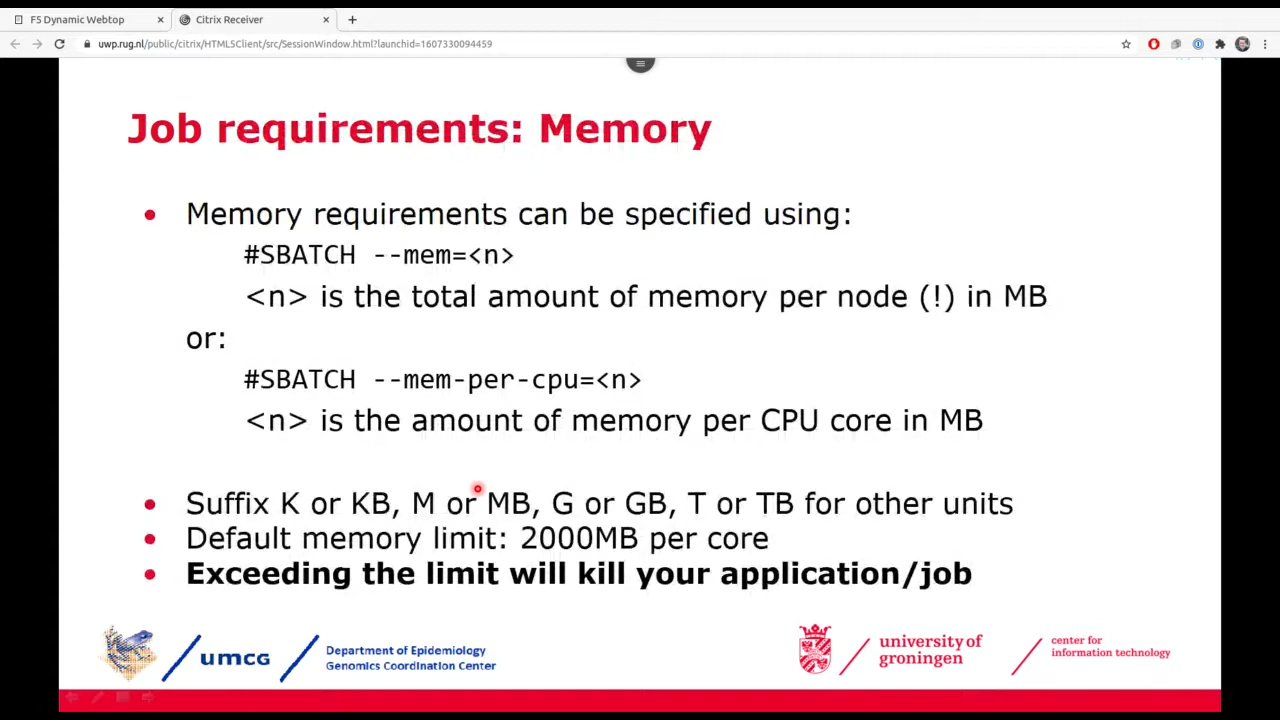 F5 Dynamic Webtop
Citrix Receiver
uwp.rug.nl/public/citrix/HTML5Client/src/SessionWindow.html?launchid=1607330094459
Job requirements: Memory
• Memory requirements can be specified using:
#SBATCH --mem=<n>
<n> is the total amount of memory per node (!) in MB
or:
#SBATCH --mem-per-cpu=<n>
<n> is the amount of memory per CPU core in MB
• Suffix K or KB, M or MB, G or GB, T or TB for other units
• Default memory limit: 2000MB per core
• Exceeding the limit will kill your application/job
umcg
Department of Epidemiology
Genomics Coordination Center
university of
groningen
center for
information technology